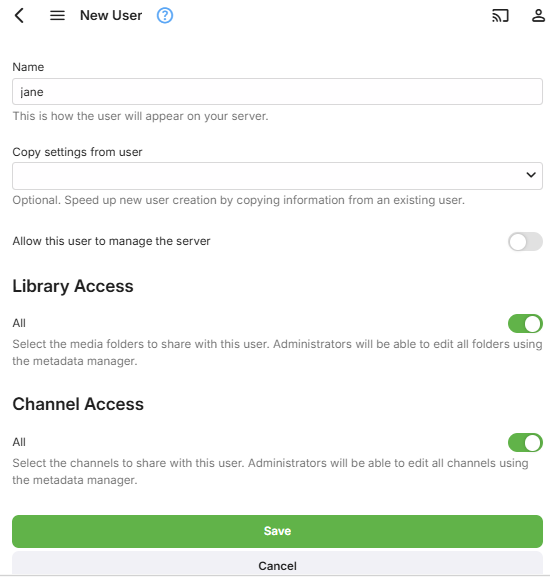 New User ?
Name
jane
This is how the user will appear on your server.
Copy settings from user
Optional. Speed up new user creation by copying information from an existing user.
Allow this user to manage the server
Library Access
All
Select the media folders to share with this user. Administrators will be able to edit all folders using
the metadata manager.
Channel Access
All
Select the channels to share with this user. Administrators will be able to edit all channels using
the metadata manager.
Save
Cancel